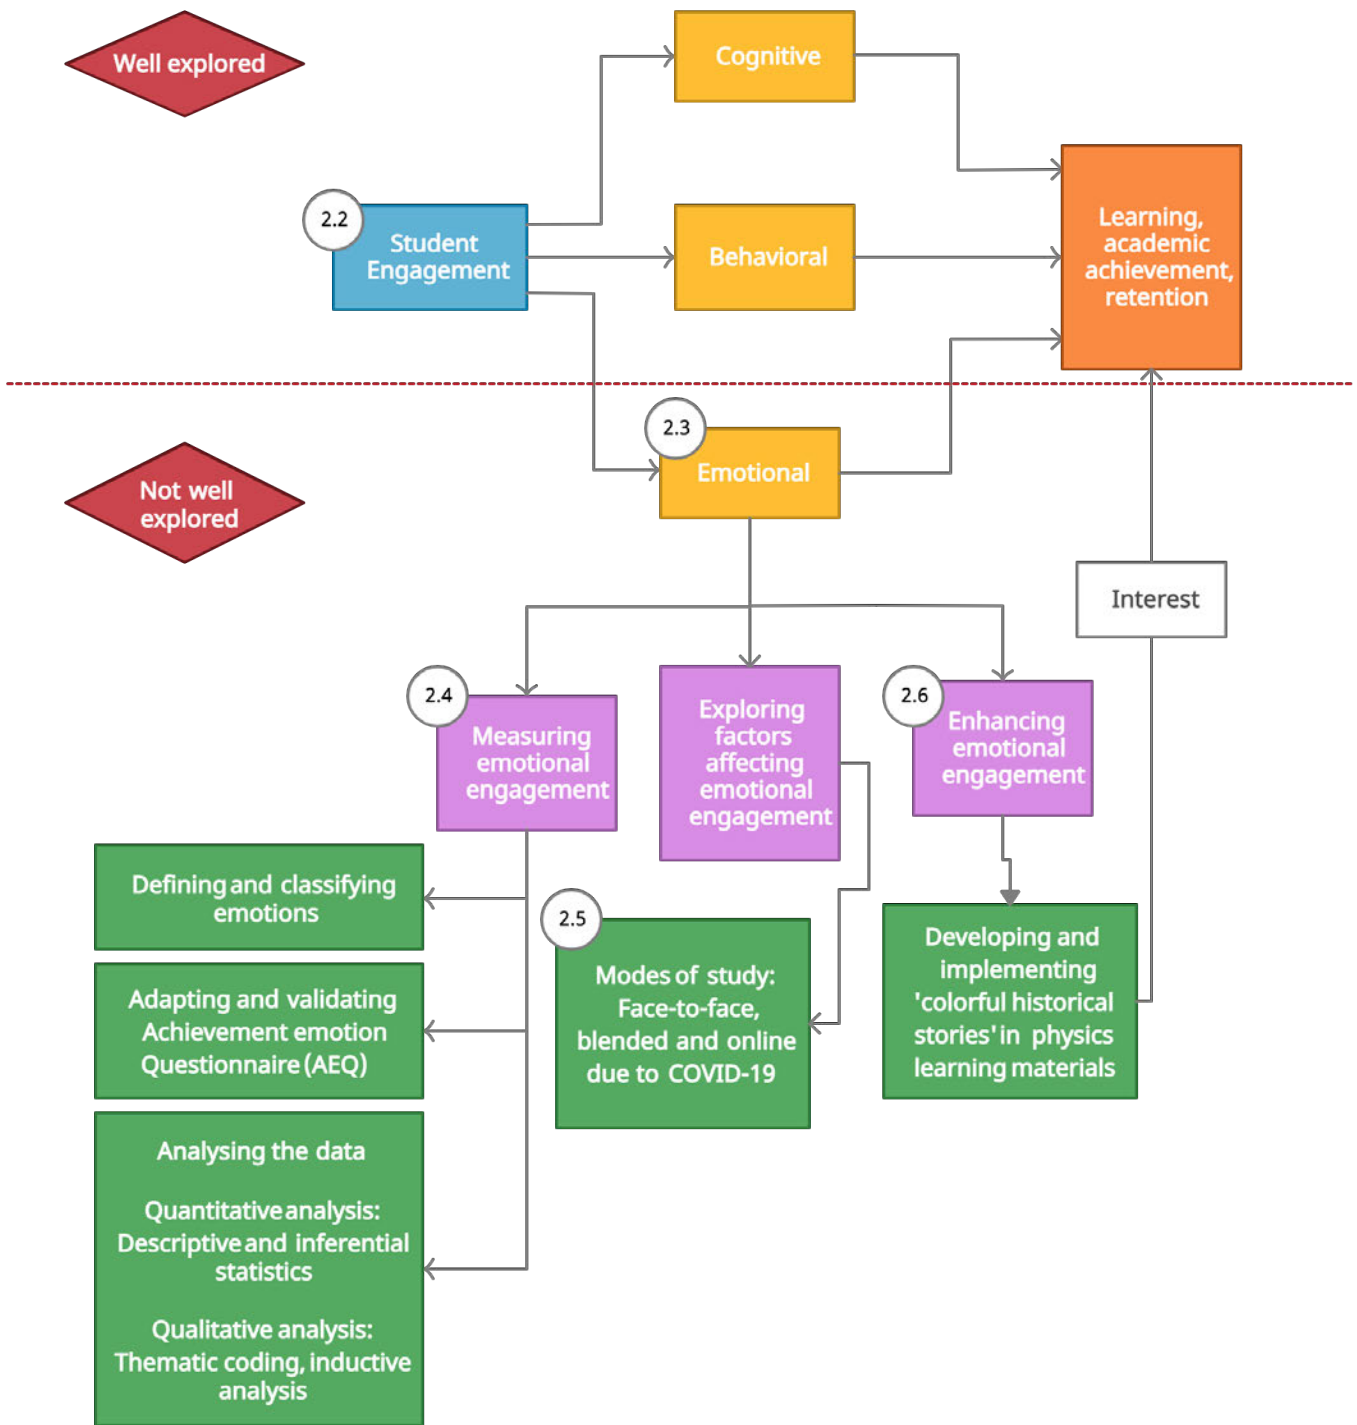 Well explored
Cognitive
2.2
Student
Engagement
Behavioral
Learning,
academic
achievement,
retention
Not well
explored
2.3
Emotional
Interest
2.4
Measuring
emotional
engagement
Exploring
factors
affecting
emotional
engagement
2.6
Enhancing
emotional
engagement
Defining and classifying
emotions
Adapting and validating
Achievement emotion
Questionnaire (AEQ)
Analysing the data
Quantitative analysis:
Descriptive and inferential
statistics
Qualitative analysis:
Thematic coding, inductive
analysis
2.5
Modes of study:
Face-to-face,
blended and online
due to COVID-19
Developing and
implementing
'colorful historical
stories' in physics
learning materials